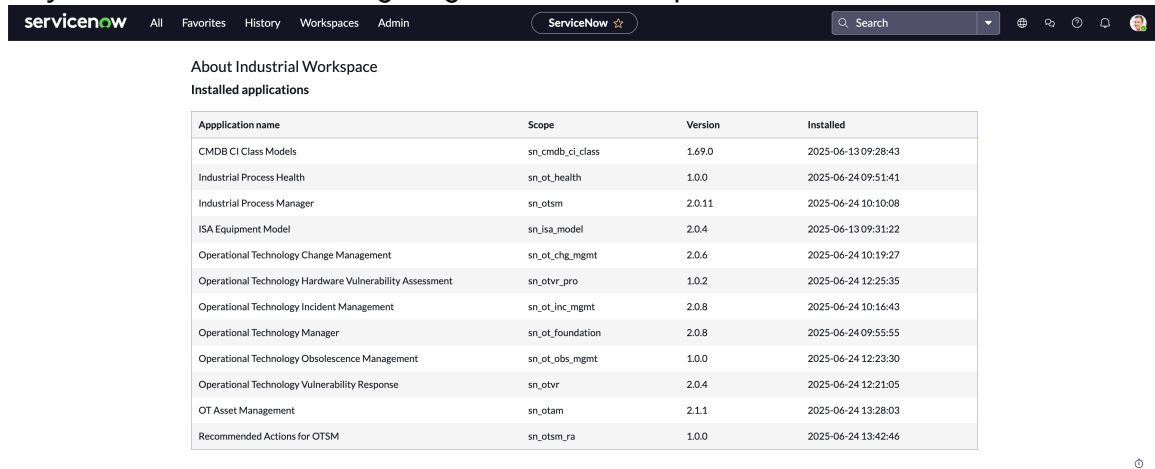 servicenow All Favorites History Workspaces Admin ServiceNow Search
About Industrial Workspace
Installed applications
Appplication name Scope Version Installed
CMDB CI Class Models sn_cmdb_ci_class 1.69.0 2025-06-13 09:28:43
Industrial Process Health sn_ot_health 1.0.0 2025-06-24 09:51:41
Industrial Process Manager sn_otsm 2.0.11 2025-06-24 10:10:08
ISA Equipment Model sn_isa_model 2.0.4 2025-06-13 09:31:22
Operational Technology Change Management sn_ot_chg_mgmt 2.0.6 2025-06-24 10:19:27
Operational Technology Hardware Vulnerability Assessment sn_otvr_pro 1.0.2 2025-06-24 12:25:35
Operational Technology Incident Management sn_ot_inc_mgmt 2.0.8 2025-06-24 10:16:43
Operational Technology Manager sn_ot_foundation 2.0.8 2025-06-24 09:55:55
Operational Technology Obsolescence Management sn_ot_obs_mgmt 1.0.0 2025-06-24 12:23:30
Operational Technology Vulnerability Response sn_otvr 2.0.4 2025-06-24 12:21:05
OT Asset Management sn_otam 2.1.1 2025-06-24 13:28:03
Recommended Actions for OTSM sn_otsm_ra 1.0.0 2025-06-24 13:42:46